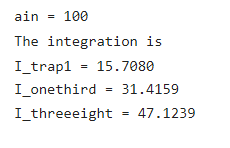 ain = 100
The integration is
I_trap1 = 15.7080
I_onethird = 31.4159
I_threeeight = 47.1239